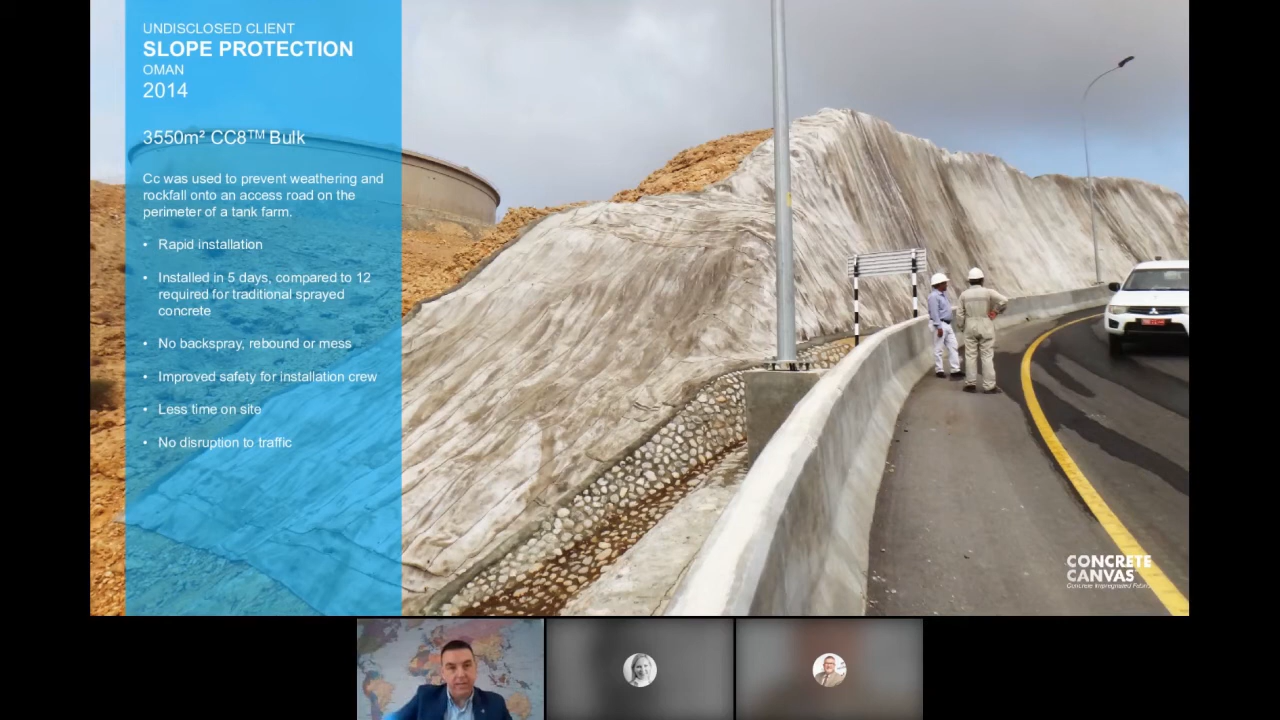 UNDISCLOSED CLIENT
SLOPE PROTECTION
OMAN
2014
3550m² CC8™ Bulk
Cc was used to prevent weathering and
rockfall onto an access road on the
perimeter of a tank farm.
• Rapid installation
• Installed in 5 days, compared to 12
required for traditional sprayed
concrete
• No backspray, rebound or mess
• Improved safety for installation crew
• Less time on site
• No disruption to traffic
CONCRETE
CANVAS
Concrete Impregnated Fabric